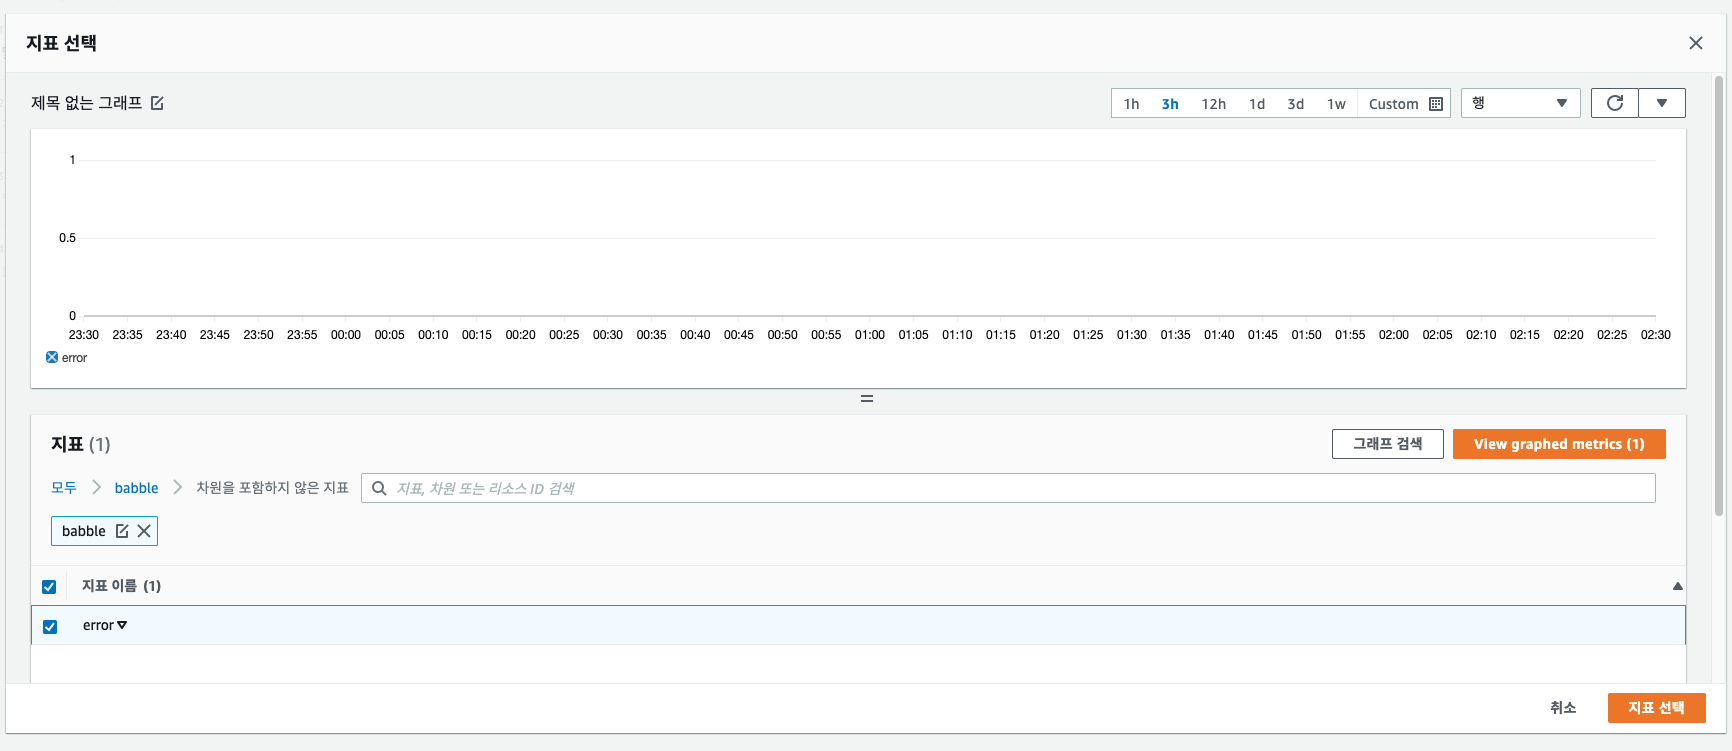 지표 선택
제목 없는 그래프
1h 3h 12h 1d 3d 1w Custom 행
1
0.5
0
23:30 23:35 23:40 23:45 23:50 23:55 00:00 00:05 00:10 00:15 00:20 00:25 00:30 00:35 00:40 00:45 00:50 00:55 01:00 01:05 01:10 01:15 01:20 01:25 01:30 01:35 01:40 01:45 01:50 01:55 02:00 02:05 02:10 02:15 02:20 02:25 02:30
error
지표 (1)
그래프 검색 View graphed metrics (1)
모두 babble 차원을 포함하지 않은 지표 지표, 차원 또는 리소스 ID 검색
babble
지표 이름 (1)
error
취소 지표 선택